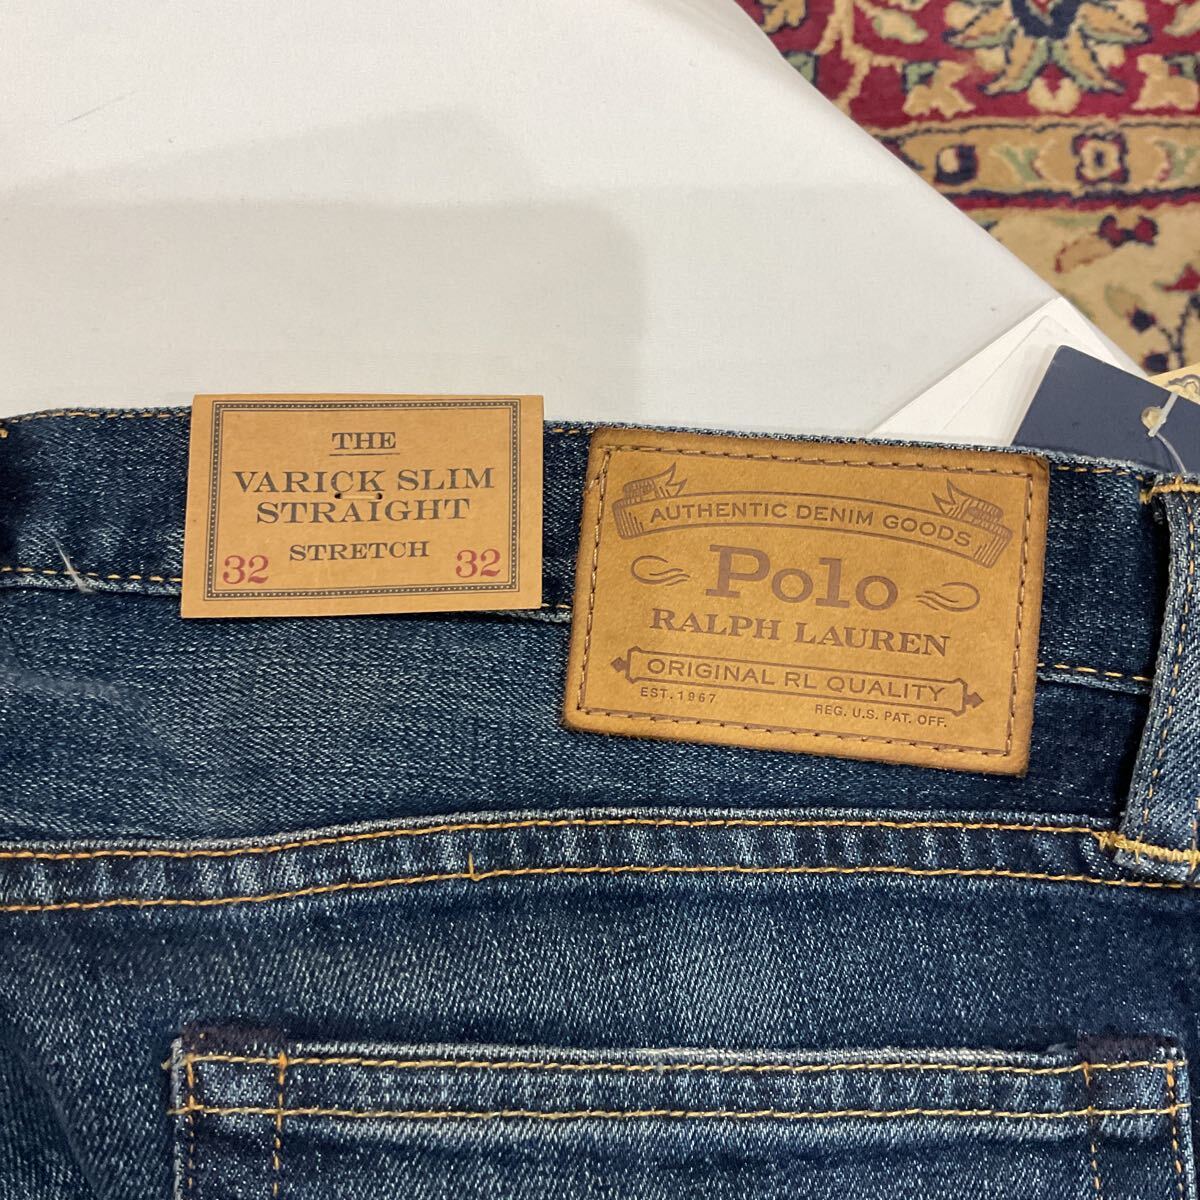 THE
VARICK SLIM
STRAIGHT
STRETCH
32 32
AUTHENTIC DENIM GOODS
Polo
RALPH LAUREN
ORIGINAL RL QUALITY
EST. 1967
REG. U.S. PAT. OFF.